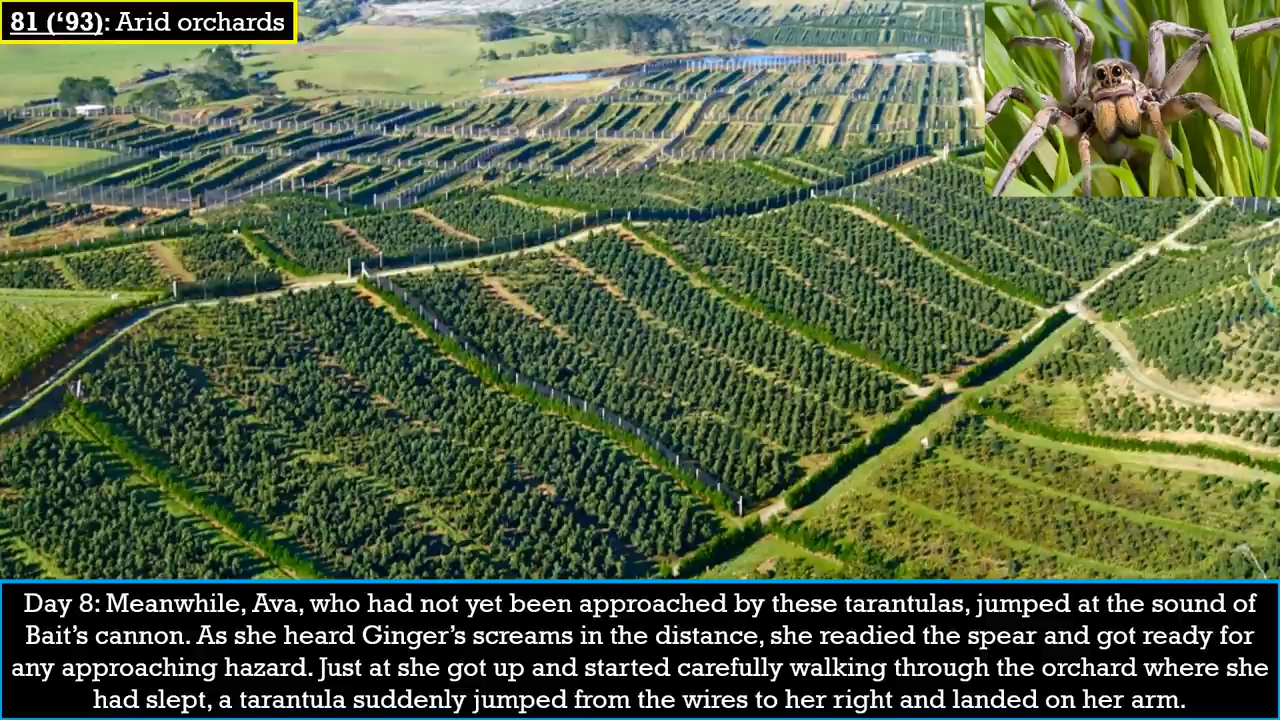 81 (‘93): Arid orchards
Day 8: Meanwhile, Ava, who had not yet been approached by these tarantulas, jumped at the sound of
Bait’s cannon. As she heard Ginger’s screams in the distance, she readied the spear and got ready for
any approaching hazard. Just at she got up and started carefully walking through the orchard where she
had slept, a tarantula suddenly jumped from the wires to her right and landed on her arm.